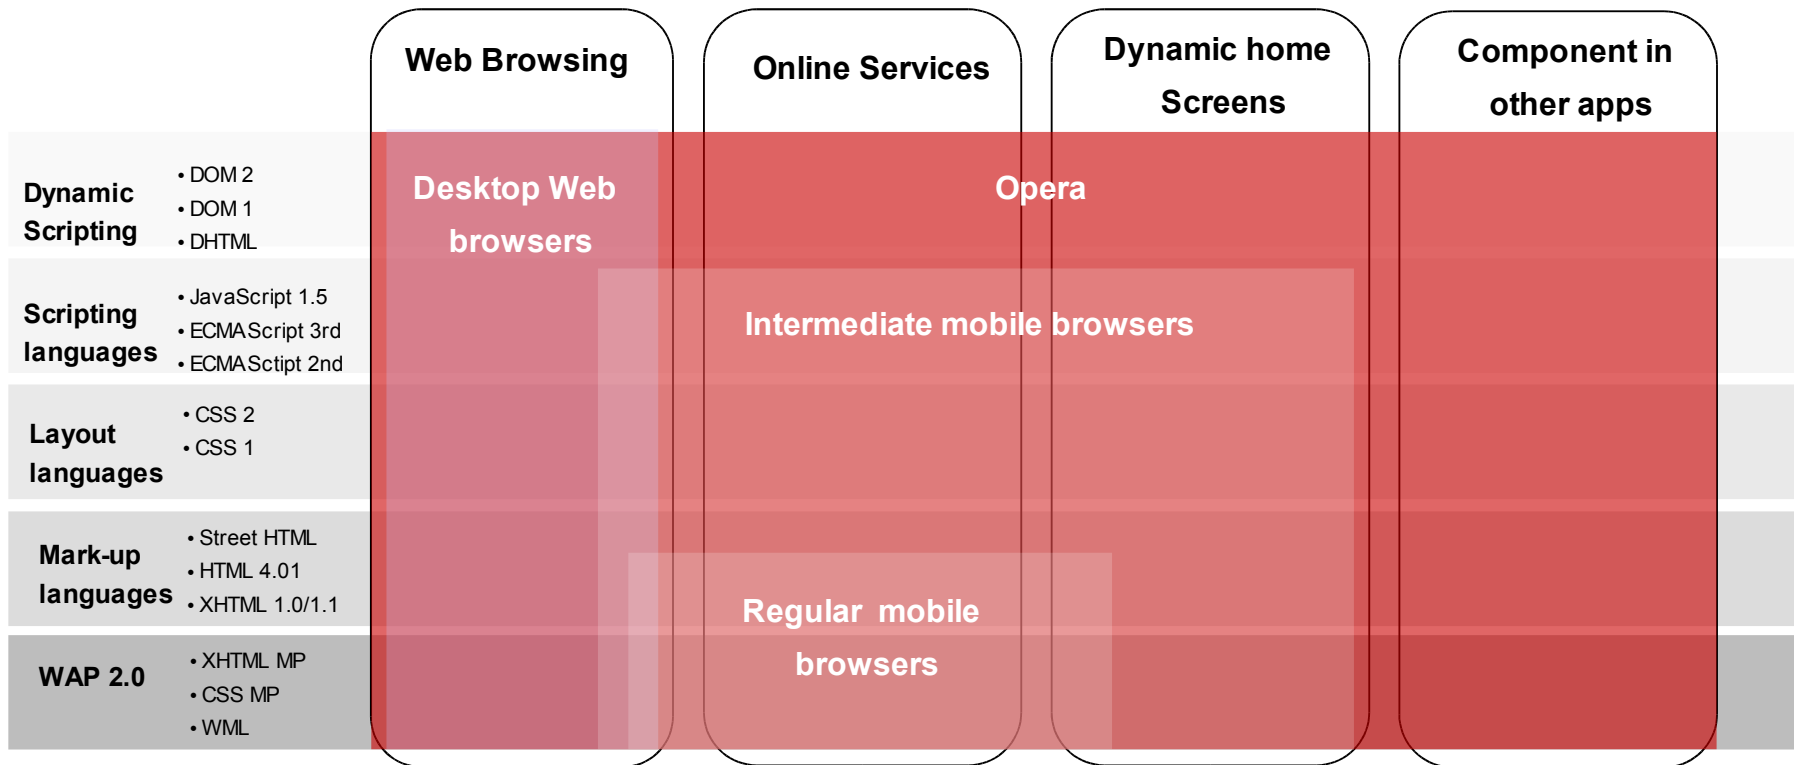 Web Browsing
Online Services
Dynamic home
Screens
Component in
other apps
Dynamic
Scripting
• DOM 2
• DOM 1
• DHTML
Desktop Web
browsers
Opera
Scripting
languages
• JavaScript 1.5
• ECMAScript 3rd
• ECMASctipt 2nd
Intermediate mobile browsers
Layout
languages
• CSS 2
• CSS 1
Mark-up
languages
• Street HTML
• HTML 4.01
• XHTML 1.0/1.1
Regular mobile
browsers
WAP 2.0
• XHTML MP
• CSS MP
• WML